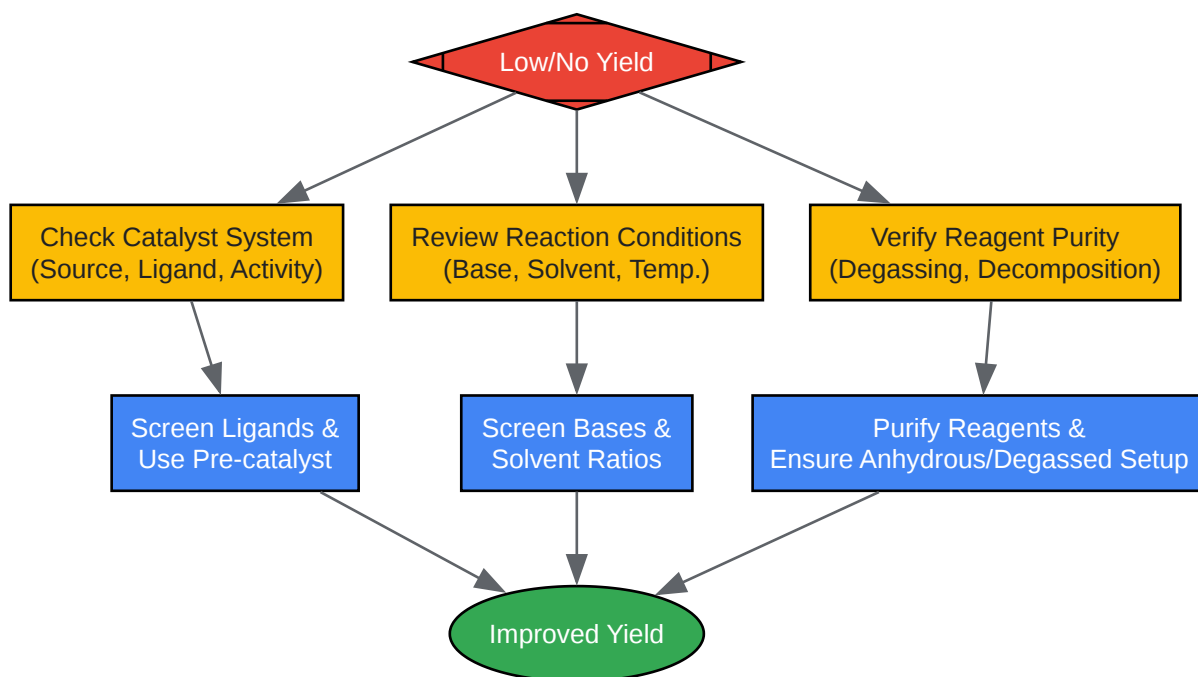 Low/No Yield
Check Catalyst System
(Source, Ligand, Activity)
Review Reaction Conditions
(Base, Solvent, Temp.)
Verify Reagent Purity
(Degassing, Decomposition)
Screen Ligands &
Use Pre-catalyst
Screen Bases &
Solvent Ratios
Purify Reagents &
Ensure Anhydrous/Degassed Setup
Improved Yield